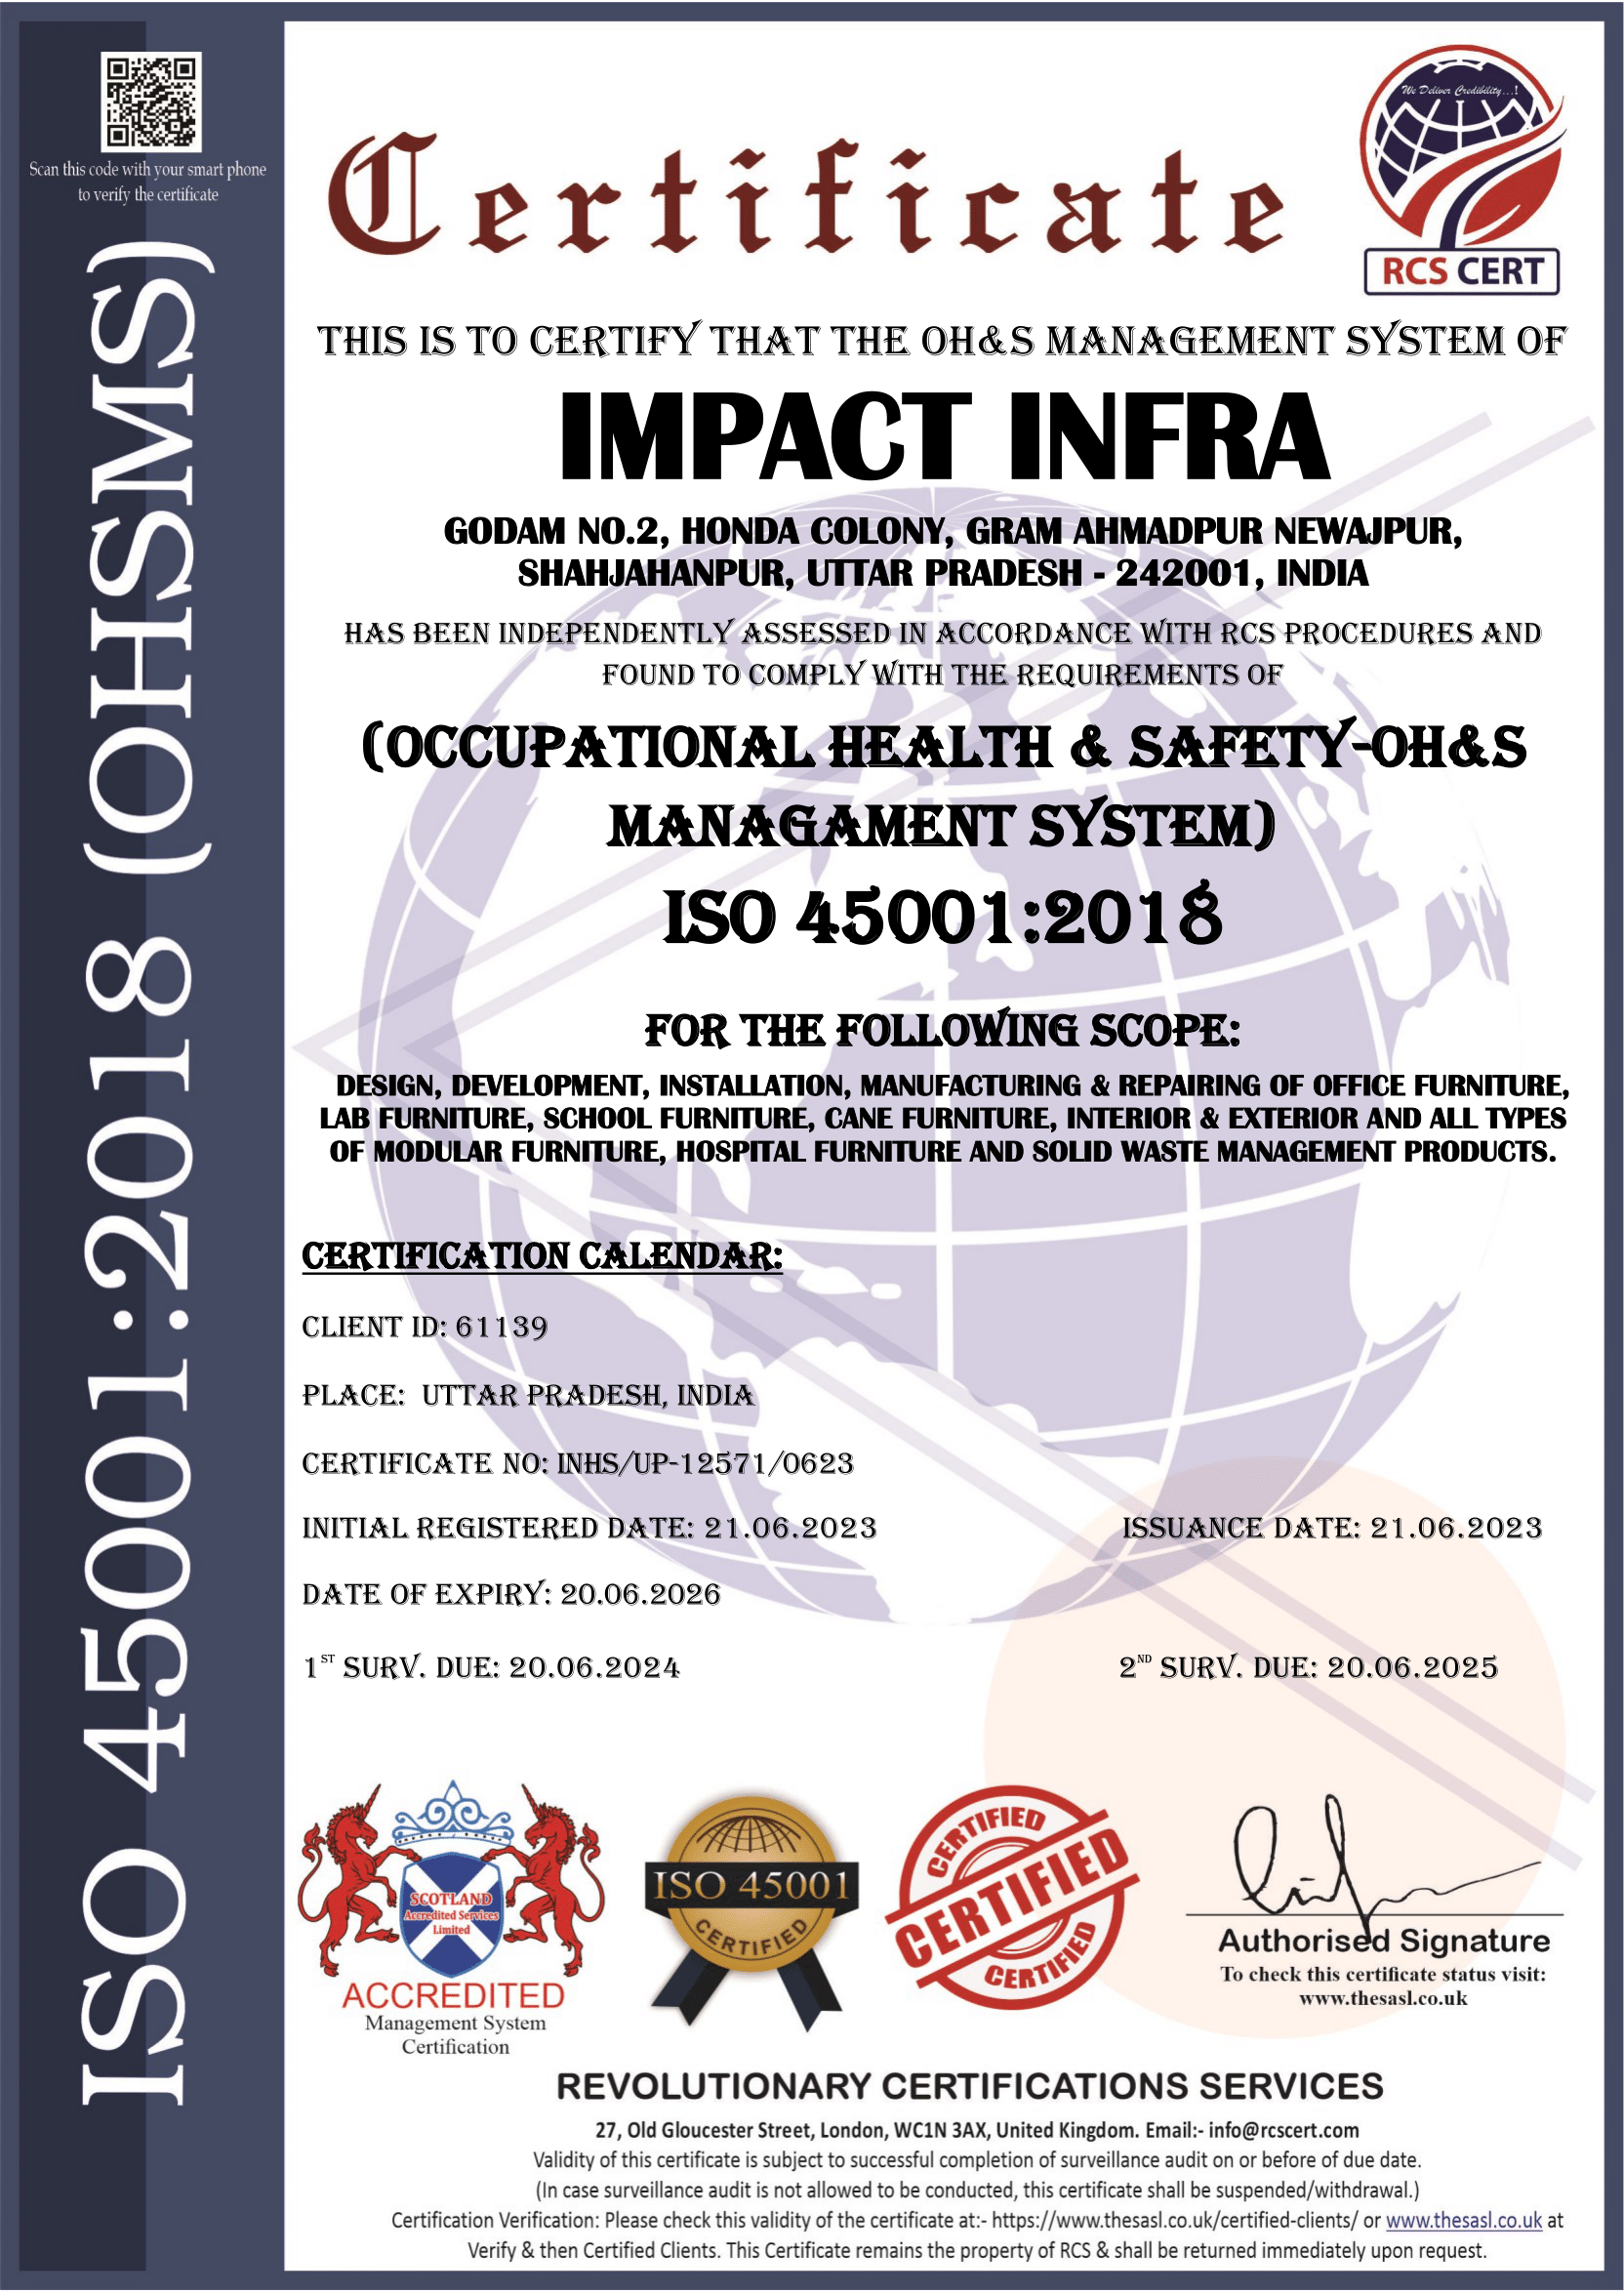 Scan this code with your smart phone
to verify the certificate
ISO 45001:2018 (OHSMS)
Certificate
We Deliver Credibility...!
RCS CERT
THIS IS TO CERTIFY THAT THE OH&S MANAGEMENT SYSTEM OF
IMPACT INFRA
GODAM NO.2, HONDA COLONY, GRAM AHMADPUR NEWAJPUR,
SHAHJAHANPUR, UTTAR PRADESH - 242001, INDIA
HAS BEEN INDEPENDENTLY ASSESSED IN ACCORDANCE WITH RCS PROCEDURES AND
FOUND TO COMPLY WITH THE REQUIREMENTS OF
(OCCUPATIONAL HEALTH & SAFETY-OH&S
MANAGAMENT SYSTEM)
ISO 45001:2018
FOR THE FOLLOWING SCOPE:
DESIGN, DEVELOPMENT, INSTALLATION, MANUFACTURING & REPAIRING OF OFFICE FURNITURE,
LAB FURNITURE, SCHOOL FURNITURE, CANE FURNITURE, INTERIOR & EXTERIOR AND ALL TYPES
OF MODULAR FURNITURE, HOSPITAL FURNITURE AND SOLID WASTE MANAGEMENT PRODUCTS.
CERTIFICATION CALENDAR:
CLIENT ID: 61139
PLACE: UTTAR PRADESH, INDIA
CERTIFICATE NO: INHS/UP-12571/0623
INITIAL REGISTERED DATE: 21.06.2023
ISSUANCE DATE: 21.06.2023
DATE OF EXPIRY: 20.06.2026
1ST SURV. DUE: 20.06.2024
2ND SURV. DUE: 20.06.2025
SCOTLAND
Accredited Services
Limited
ACCREDITED
Management System
Certification
ISO 45001
CERTIFIED
CERTIFIED
CERTIFIED
CERTIFIED
Authorised Signature
To check this certificate status visit:
www.thesasl.co.uk
REVOLUTIONARY CERTIFICATIONS SERVICES
27, Old Gloucester Street, London, WC1N 3AX, United Kingdom. Email:- info@rcscert.com
Validity of this certificate is subject to successful completion of surveillance audit on or before of due date.
(In case surveillance audit is not allowed to be conducted, this certificate shall be suspended/withdrawal.)
Certification Verification: Please check this validity of the certificate at:- https://www.thesasl.co.uk/certified-clients/ or www.thesasl.co.uk at
Verify & then Certified Clients. This Certificate remains the property of RCS & shall be returned immediately upon request.